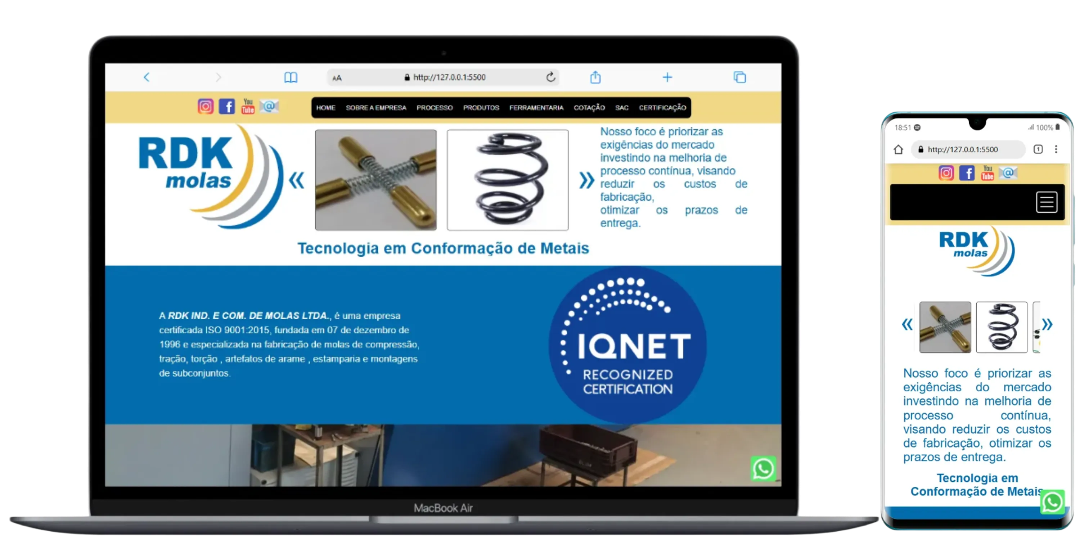 AA
http://127.0.0.1:5500
You
Tube
HOME SOBRE A EMPRESA PROCESSO PRODUTOS FERRAMENTARIA COTAÇÃO SAC CERTIFICAÇÃO
RDK
molas
«
»
Nosso foco é priorizar as
exigências do mercado
investindo na melhoria de
processo contínua, visando
reduzir os custos de
fabricação,
otimizar os prazos de
entrega.
Tecnologia em Conformação de Metais
A RDK IND. E COM. DE MOLAS LTDA., é uma empresa
certificada ISO 9001:2015, fundada em 07 de dezembro de
1996 e especializada na fabricação de molas de compressão,
tração, torção , artefatos de arame , estamparia e montagens
de subconjuntos.
IQNET
RECOGNIZED
CERTIFICATION
MacBook Air
18:51
100%
http://127.0.0.1:5500
1
You
Tube
RDK
molas
«
»
Nosso foco é priorizar as
exigências do mercado
investindo na melhoria de
processo contínua,
visando reduzir os custos
de fabricação, otimizar os
prazos de entrega.
Tecnologia em
Conformação de Metais